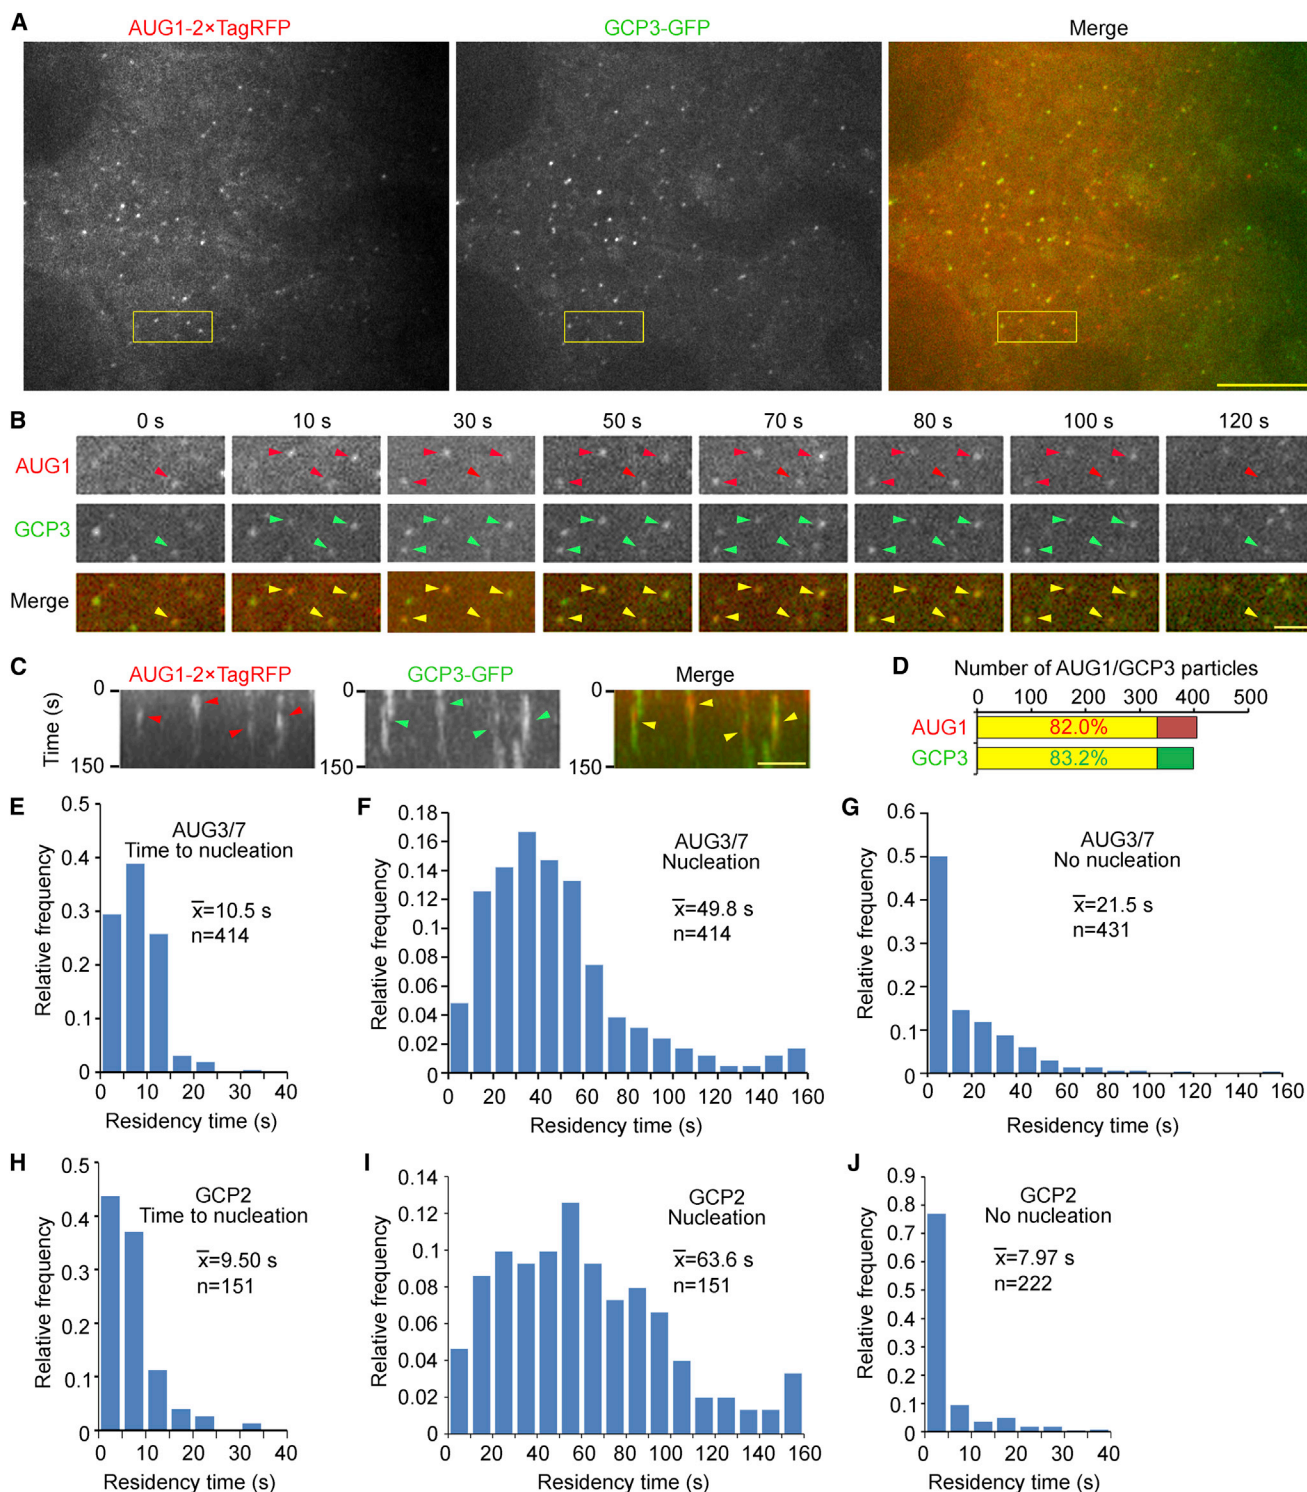 A
AUG1-2×TagRFP GCP3-GFP Merge
B
0 s 10 s 30 s 50 s 70 s 80 s 100 s 120 s
AUG1
GCP3
Merge
C
AUG1-2×TagRFP GCP3-GFP Merge
Time (s)
0 0 0
150 150 150
D
Number of AUG1/GCP3 particles
0 100 200 300 400 500
AUG1 82.0%
GCP3 83.2%
E
AUG3/7
Time to nucleation
x̅=10.5 s
n=414
Relative frequency
0.5
0.4
0.3
0.2
0.1
0
0 10 20 30 40
Residency time (s)
F
AUG3/7
Nucleation
x̅=49.8 s
n=414
Relative frequency
0.18
0.16
0.14
0.12
0.10
0.08
0.06
0.04
0.02
0
0 20 40 60 80 100 120 140 160
Residency time (s)
G
AUG3/7
No nucleation
x̅=21.5 s
n=431
Relative frequency
0.6
0.5
0.4
0.3
0.2
0.1
0
0 20 40 60 80 100 120 140 160
Residency time (s)
H
GCP2
Time to nucleation
x̅=9.50 s
n=151
Relative frequency
0.5
0.4
0.3
0.2
0.1
0
0 10 20 30 40
Residency time (s)
I
GCP2
Nucleation
x̅=63.6 s
n=151
Relative frequency
0.14
0.12
0.1
0.08
0.06
0.04
0.02
0
0 20 40 60 80 100 120 140 160
Residency time (s)
J
GCP2
No nucleation
x̅=7.97 s
n=222
Relative frequency
0.9
0.8
0.7
0.6
0.5
0.4
0.3
0.2
0.1
0
0 10 20 30 40
Residency time (s)